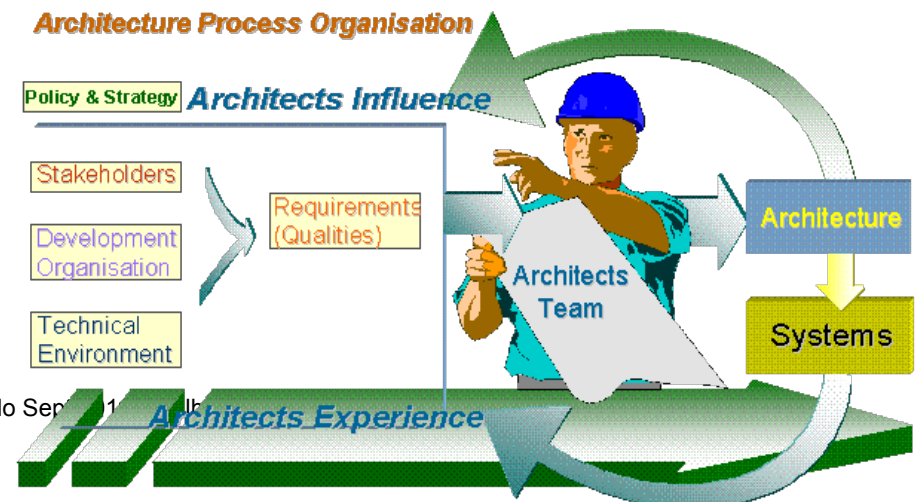 Architecture Process Organisation
Policy & Strategy
Architects Influence
Stakeholders
Development
Organisation
Technical
Environment
Requirements
(Qualities)
Architects
Team
Architecture
Systems
Architects Experience